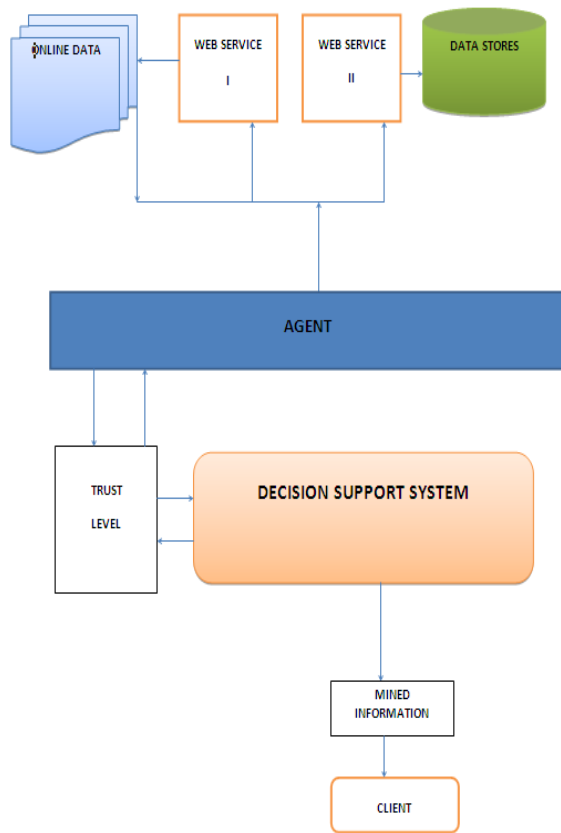 ONLINE DATA
WEB SERVICE
I
WEB SERVICE
II
DATA STORES
AGENT
TRUST
LEVEL
DECISION SUPPORT SYSTEM
MINED
INFORMATION
CLIENT